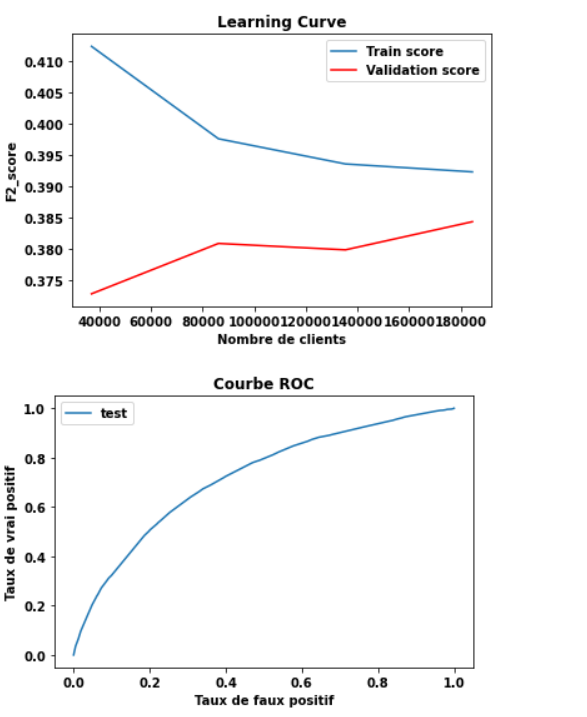 Learning Curve
Train score
Validation score
0.410
0.405
0.400
0.395
0.390
0.385
0.380
0.375
F2_score
40000 60000 80000 100000 120000 140000 160000 180000
Nombre de clients
Courbe ROC
test
1.0
0.8
0.6
0.4
0.2
0.0
Taux de vrai positif
0.0 0.2 0.4 0.6 0.8 1.0
Taux de faux positif